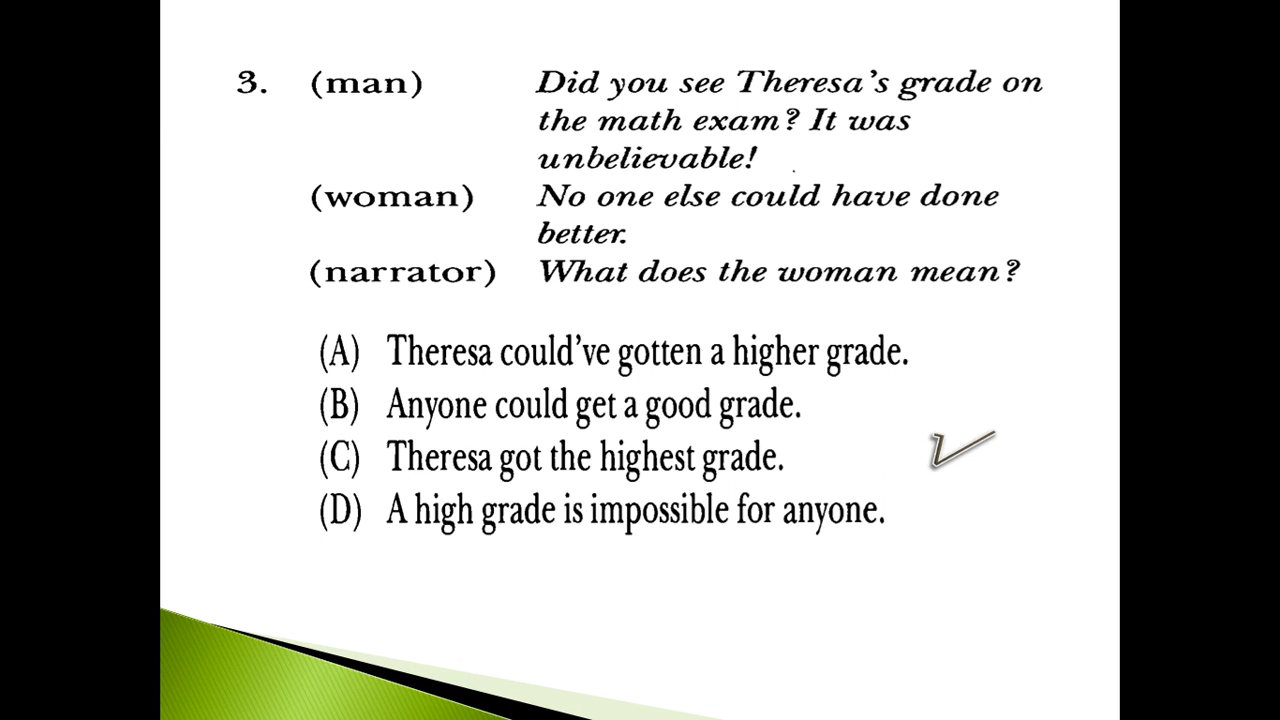 3. (man) Did you see Theresa's grade on
the math exam? It was
unbelievable!
(woman) No one else could have done
better.
(narrator) What does the woman mean?
(A) Theresa could've gotten a higher grade.
(B) Anyone could get a good grade.
(C) Theresa got the highest grade.
(D) A high grade is impossible for anyone.